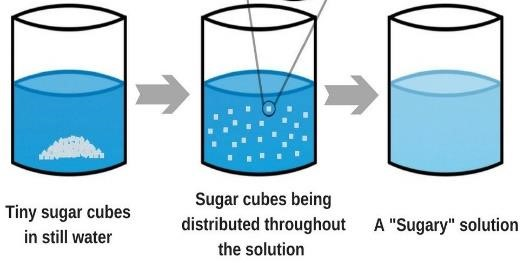 Tiny sugar cubes
in still water
Sugar cubes being
distributed throughout
the solution
A "Sugary" solution